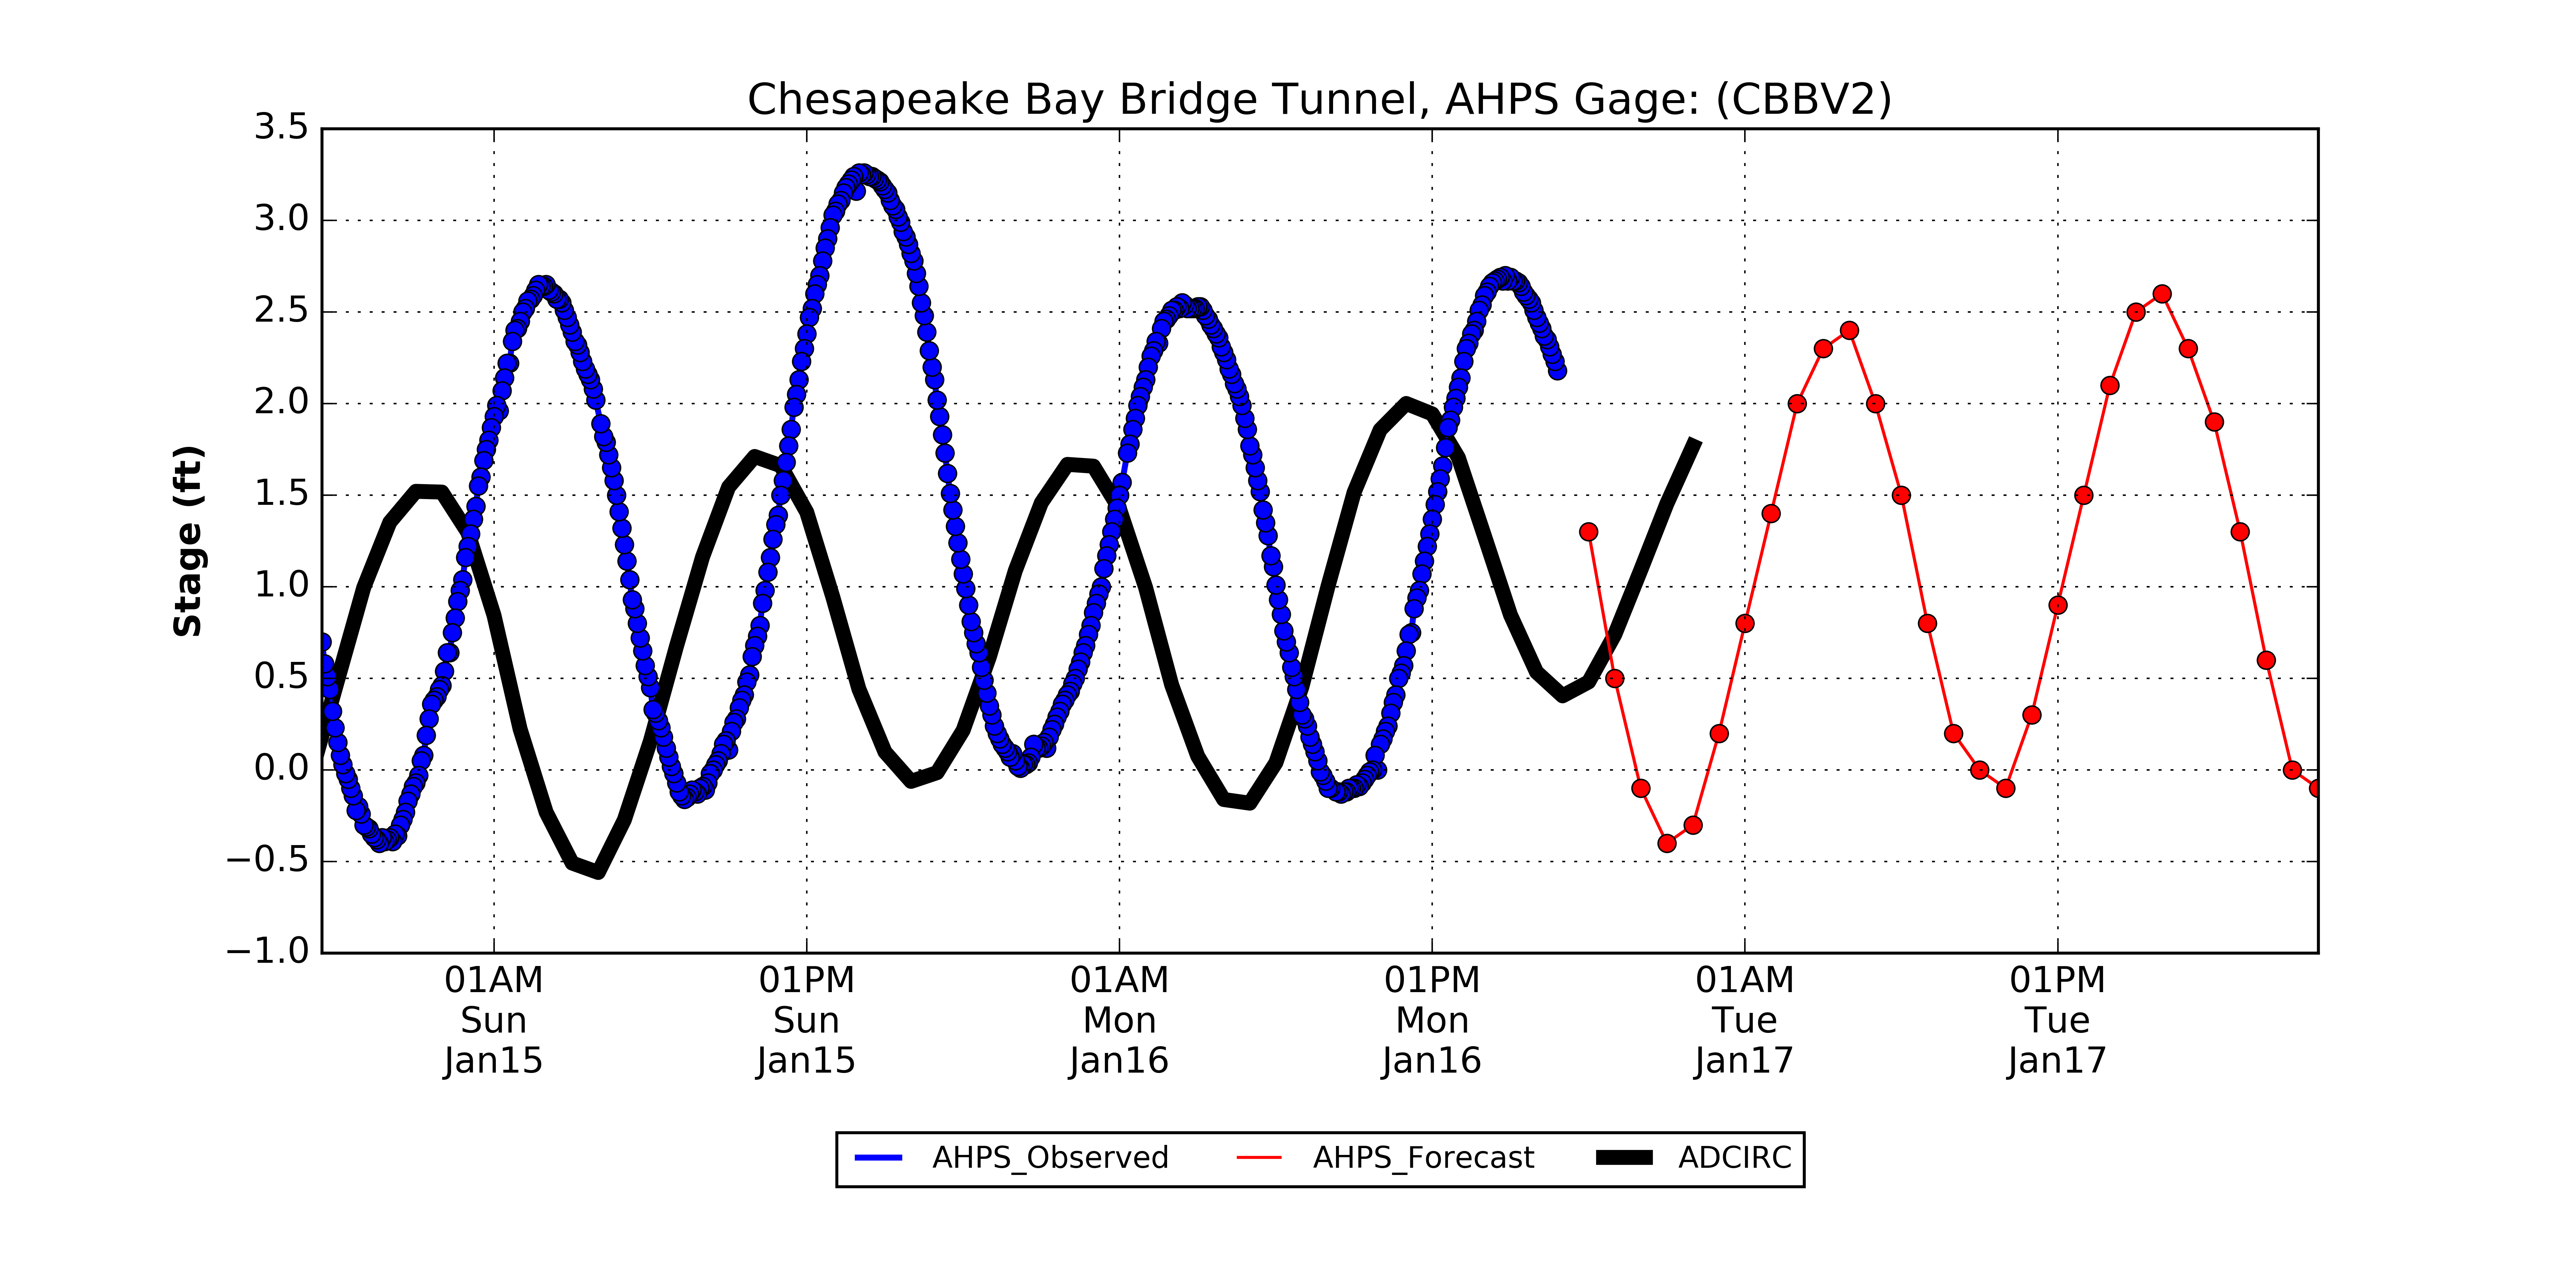 Chesapeake Bay Bridge Tunnel, AHPS Gage: (CBBV2)
3.5
3.0
2.5
2.0
1.5
1.0
0.5
0.0
−0.5
−1.0
Stage (ft)
01AM 01PM 01AM 01PM 01AM 01PM
Sun Sun Mon Mon Tue Tue
Jan15 Jan15 Jan16 Jan16 Jan17 Jan17
AHPS_Observed AHPS_Forecast ADCIRC